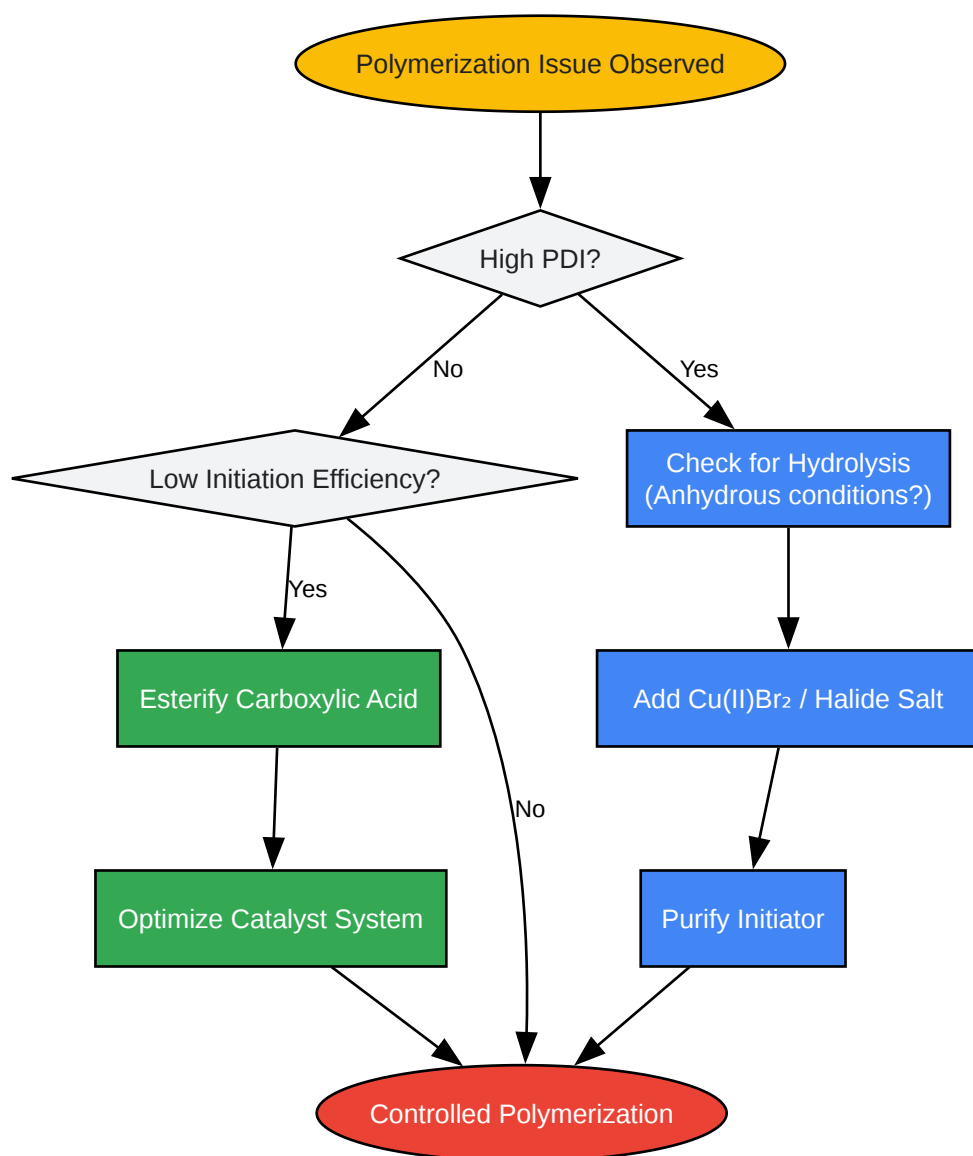 Polymerization Issue Observed
High PDI?
No
Yes
Low Initiation Efficiency?
Check for Hydrolysis
(Anhydrous conditions?)
Yes
Esterify Carboxylic Acid
Add Cu(II)Br₂ / Halide Salt
No
Optimize Catalyst System
Purify Initiator
Controlled Polymerization